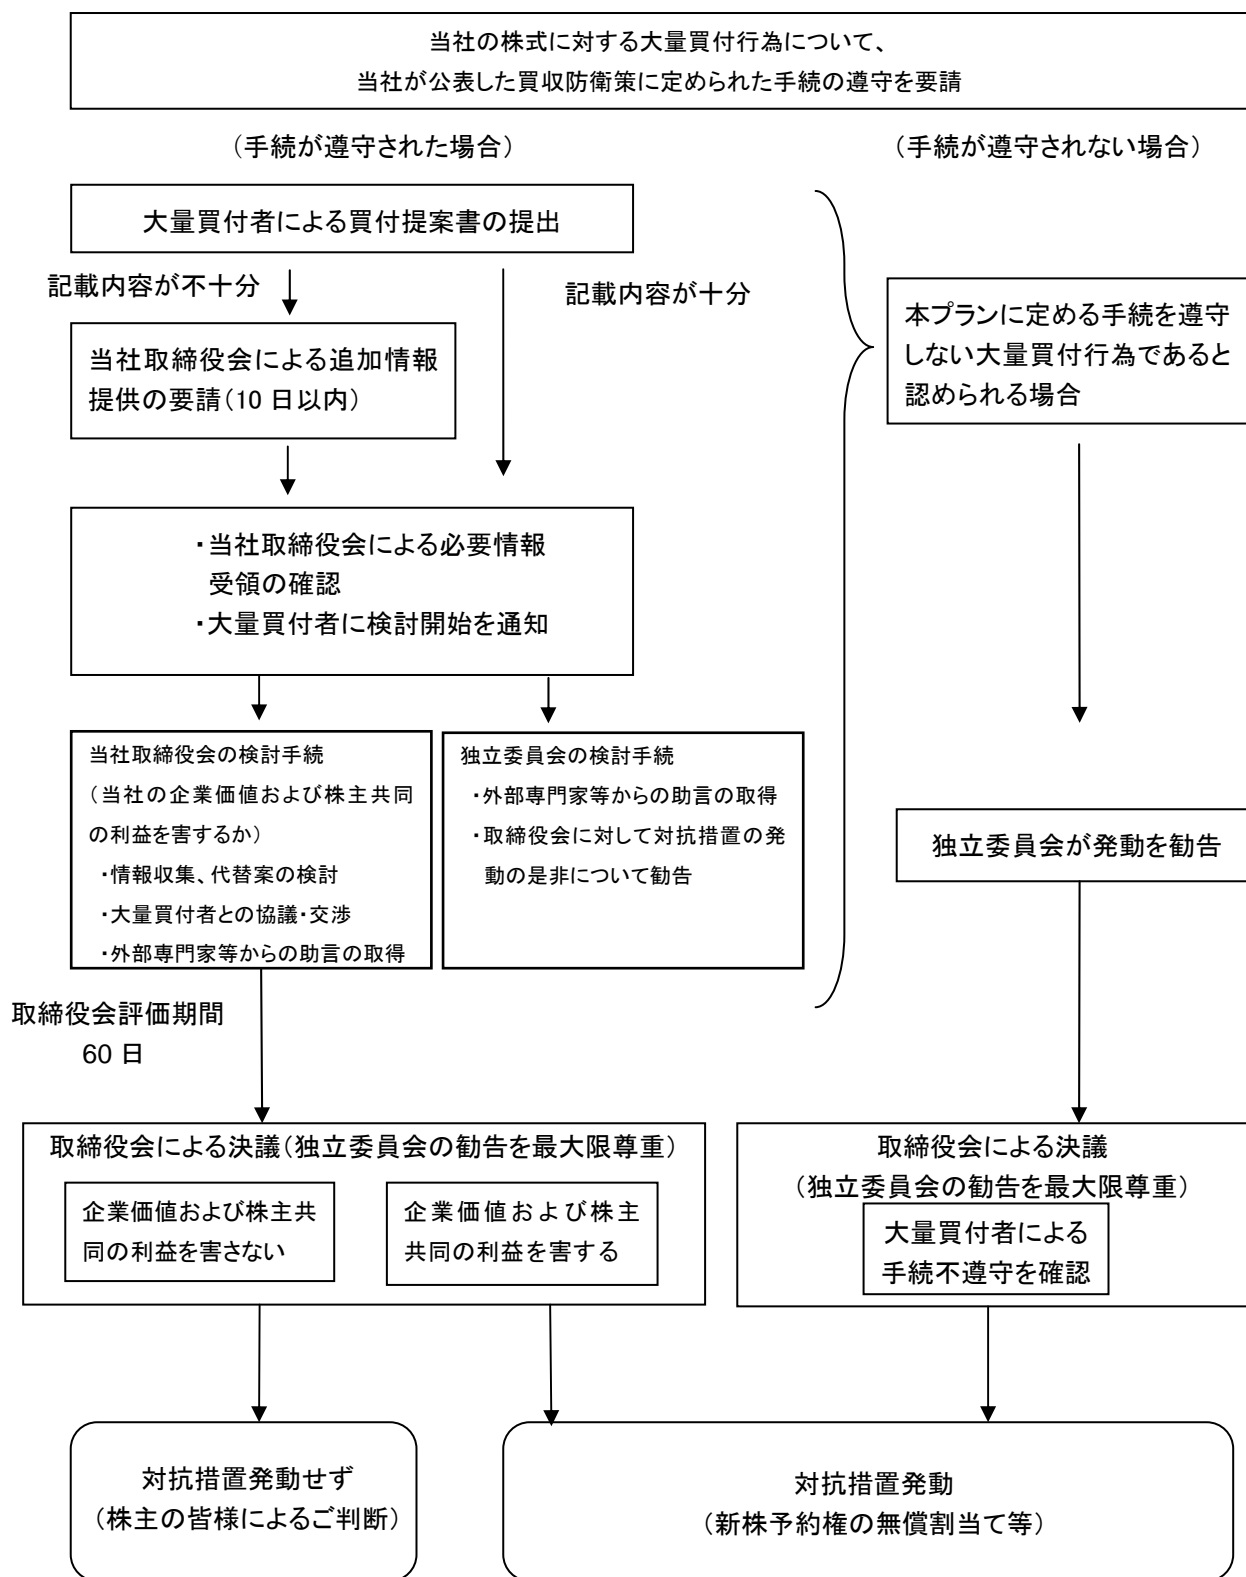 当社の株式に対する大量買付行為について、
当社が公表した買収防衛策に定められた手続の遵守を要請
（手続が遵守された場合）
（手続が遵守されない場合）
大量買付者による買付提案書の提出
記載内容が不十分
記載内容が十分
当社取締役会による追加情報
提供の要請（10 日以内）
本プランに定める手続を遵守
しない大量買付行為であると
認められる場合
・当社取締役会による必要情報
受領の確認
・大量買付者に検討開始を通知
当社取締役会の検討手続
（当社の企業価値および株主共同
の利益を害するか）
・情報収集、代替案の検討
・大量買付者との協議・交渉
・外部専門家等からの助言の取得
独立委員会の検討手続
・外部専門家等からの助言の取得
・取締役会に対して対抗措置の発
動の是非について勧告
独立委員会が発動を勧告
取締役会評価期間
60 日
取締役会による決議（独立委員会の勧告を最大限尊重）
企業価値および株主共
同の利益を害さない
企業価値および株主
共同の利益を害する
取締役会による決議
（独立委員会の勧告を最大限尊重）
大量買付者による
手続不遵守を確認
対抗措置発動せず
（株主の皆様によるご判断）
対抗措置発動
（新株予約権の無償割当て等）